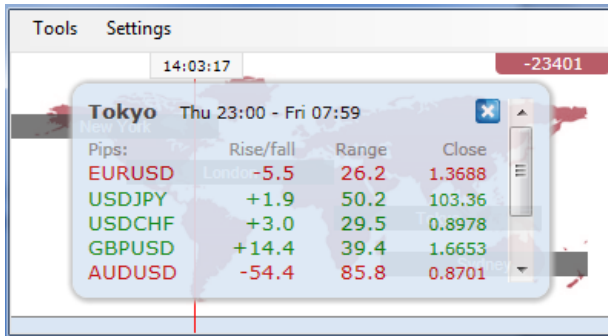 Tools Settings
14:03:17 -23401
Tokyo Thu 23:00 - Fri 07:59
New York
Pips: Rise/fall Range Close
EURUSD -5.5 26.2 1.3688
London
USDJPY +1.9 50.2 103.36
USDCHF +3.0 29.5 0.8978
GBPUSD +14.4 39.4 1.6653
Sydney
AUDUSD -54.4 85.8 0.8701